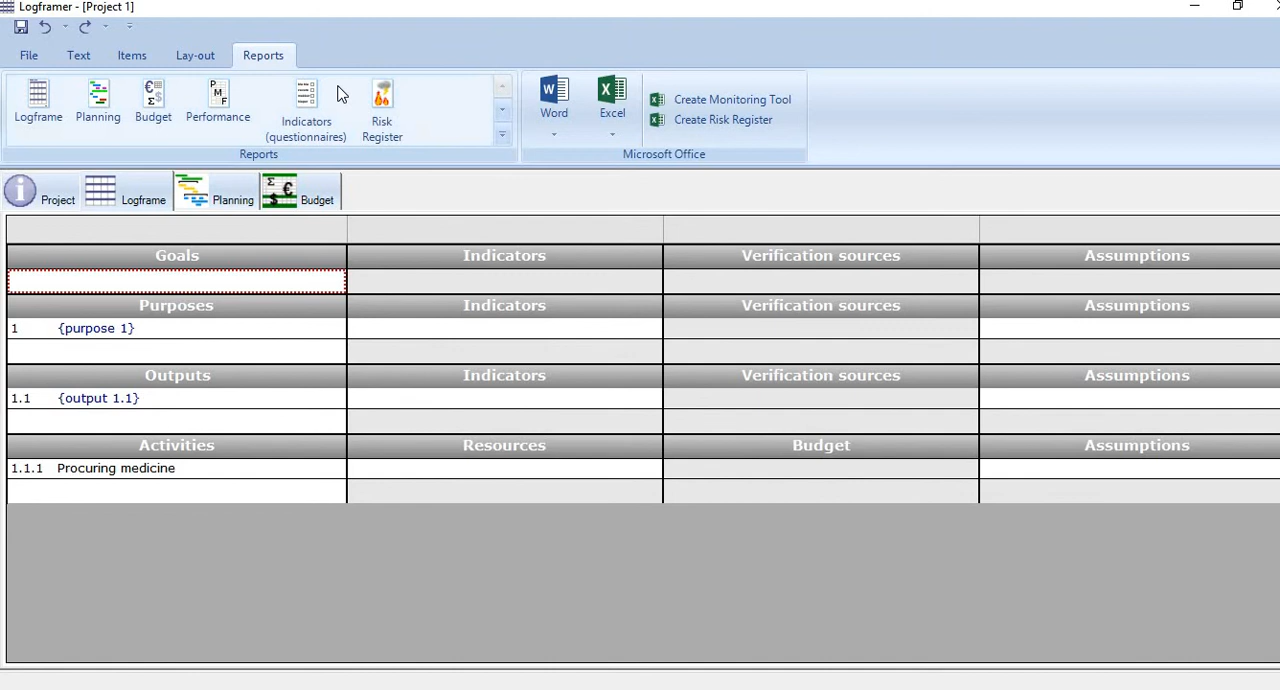 Logframer - [Project 1]
File Text Items Lay-out Reports
Logframe Planning Budget Performance Indicators (questionnaires) Risk Register
Reports
Word Excel
Create Monitoring Tool
Create Risk Register
Microsoft Office
Project Logframe Planning Budget
Goals Indicators Verification sources Assumptions
Purposes Indicators Verification sources Assumptions
1 {purpose 1}
Outputs Indicators Verification sources Assumptions
1.1 {output 1.1}
Activities Resources Budget Assumptions
1.1.1 Procuring medicine